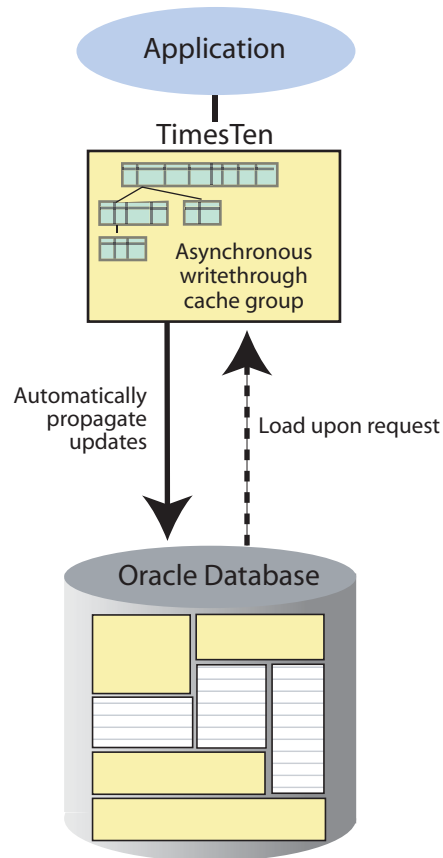 Application
TimesTen
Asynchronous
writethrough
cache group
Automatically
propagate
updates
Load upon request
Oracle Database